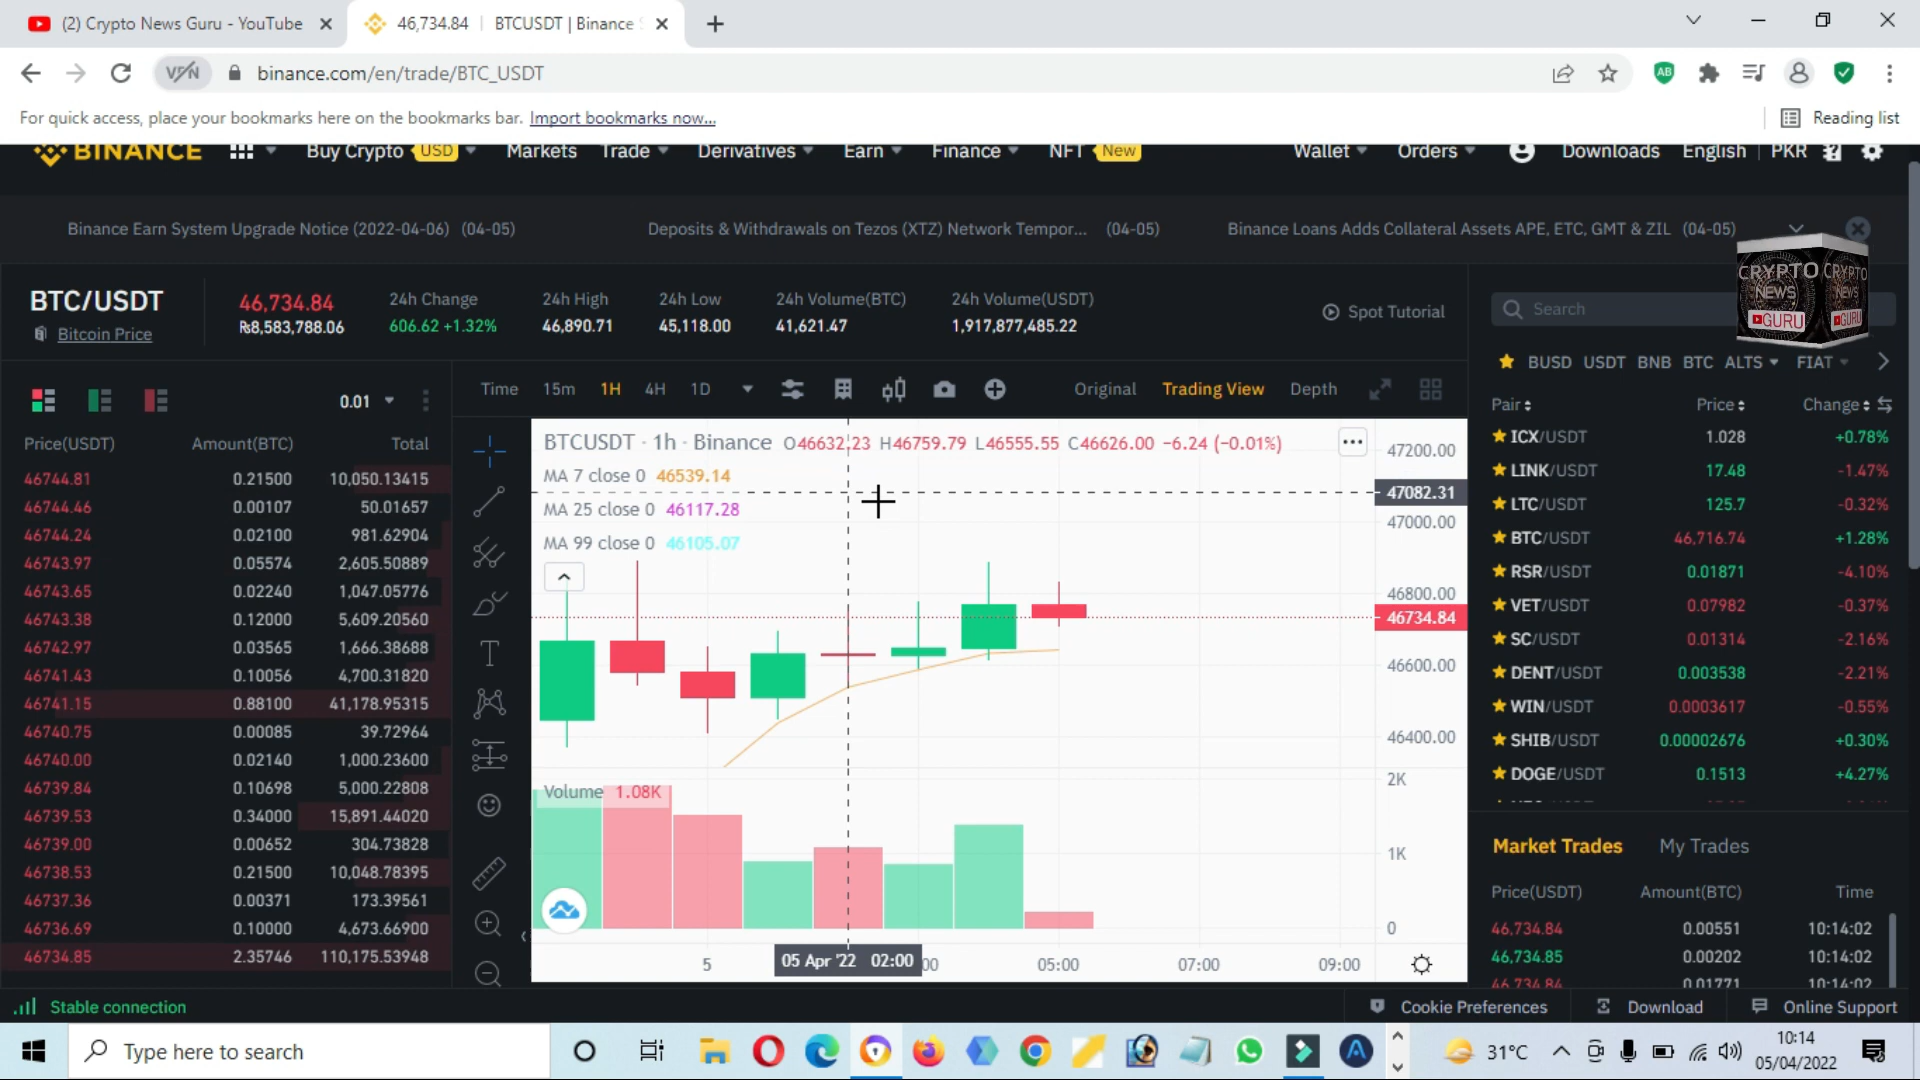 (2) Crypto News Guru - YouTube
46,734.84 | BTCUSDT | Binance
VPN
binance.com/en/trade/BTC_USDT
For quick access, place your bookmarks here on the bookmarks bar. Import bookmarks now...
Reading list
BINANCE
Buy Crypto USD Markets Trade Derivatives Earn Finance NFT New
Wallet Orders Downloads English | PKR
Binance Earn System Upgrade Notice (2022-04-06) (04-05)
Deposits & Withdrawals on Tezos (XTZ) Network Tempor... (04-05)
Binance Loans Adds Collateral Assets APE, ETC, GMT & ZIL (04-05)
CRYPTO NEWS GURU
CRYPTO NEWS GURU
BTC/USDT
Bitcoin Price
46,734.84
₨8,583,788.06
24h Change
606.62 +1.32%
24h High
46,890.71
24h Low
45,118.00
24h Volume(BTC)
41,621.47
24h Volume(USDT)
1,917,877,485.22
Spot Tutorial
0.01
Price(USDT) Amount(BTC) Total
46744.81 0.21500 10,050.13415
46744.46 0.00107 50.01657
46744.24 0.02100 981.62904
46743.97 0.05574 2,605.50889
46743.65 0.02240 1,047.05776
46743.38 0.12000 5,609.20560
46742.97 0.03565 1,666.38688
46741.43 0.10056 4,700.31820
46741.15 0.88100 41,178.95315
46740.75 0.00085 39.72964
46740.00 0.02140 1,000.23600
46739.84 0.10698 5,000.22808
46739.53 0.34000 15,891.44020
46739.00 0.00652 304.73828
46738.53 0.21500 10,048.78395
46737.36 0.00371 173.39561
46736.69 0.10000 4,673.66900
46734.85 2.35746 110,175.53948
Time 15m 1H 4H 1D
Original Trading View Depth
BTCUSDT · 1h · Binance O46632.23 H46759.79 L46555.55 C46626.00 −6.24 (−0.01%)
MA 7 close 0 46539.14
MA 25 close 0 46117.28
MA 99 close 0 46105.07
47200.00
47082.31
47000.00
46800.00
46734.84
46600.00
46400.00
Volume 1.08K
2K
1K
0
5
05 Apr '22 02:00
00
05:00
07:00
09:00
Search
BUSD USDT BNB BTC ALTS FIAT
Pair Price Change
ICX/USDT 1.028 +0.78%
LINK/USDT 17.48 -1.47%
LTC/USDT 125.7 -0.32%
BTC/USDT 46,716.74 +1.28%
RSR/USDT 0.01871 -4.10%
VET/USDT 0.07982 -0.37%
SC/USDT 0.01314 -2.16%
DENT/USDT 0.003538 -2.21%
WIN/USDT 0.0003617 -0.55%
SHIB/USDT 0.00002676 +0.30%
DOGE/USDT 0.1513 +4.27%
Market Trades My Trades
Price(USDT) Amount(BTC) Time
46,734.84 0.00551 10:14:02
46,734.85 0.00202 10:14:02
46,734.84 0.01771 10:14:02
Stable connection
Cookie Preferences Download Online Support
Type here to search
31°C
10:14
05/04/2022